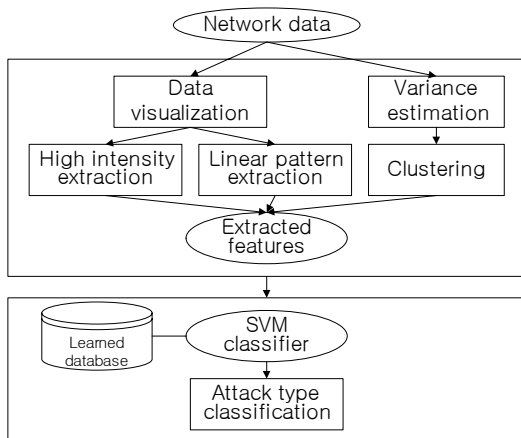 Network data
Data
visualization
Variance
estimation
High intensity
extraction
Linear pattern
extraction
Clustering
Extracted
features
Learned
database
SVM
classifier
Attack type
classification